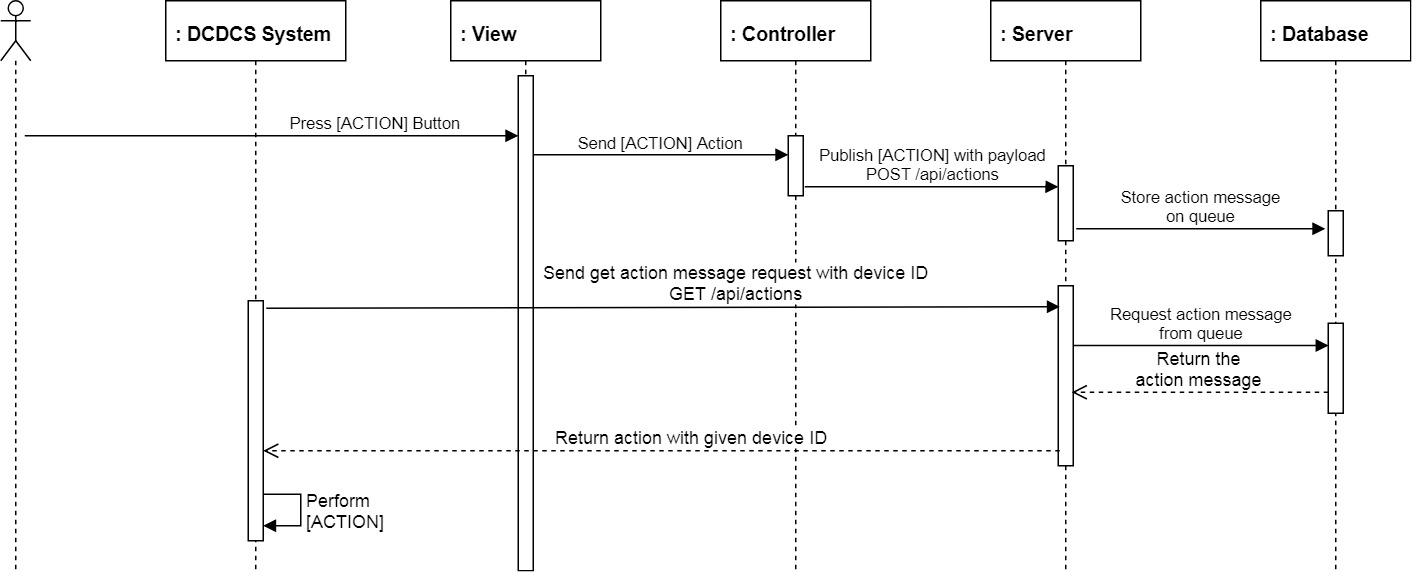 : DCDCS System
: View
: Controller
: Server
: Database
Press [ACTION] Button
Send [ACTION] Action
Publish [ACTION] with payload
POST /api/actions
Store action message
on queue
Send get action message request with device ID
GET /api/actions
Request action message
from queue
Return the
action message
Return action with given device ID
Perform
[ACTION]